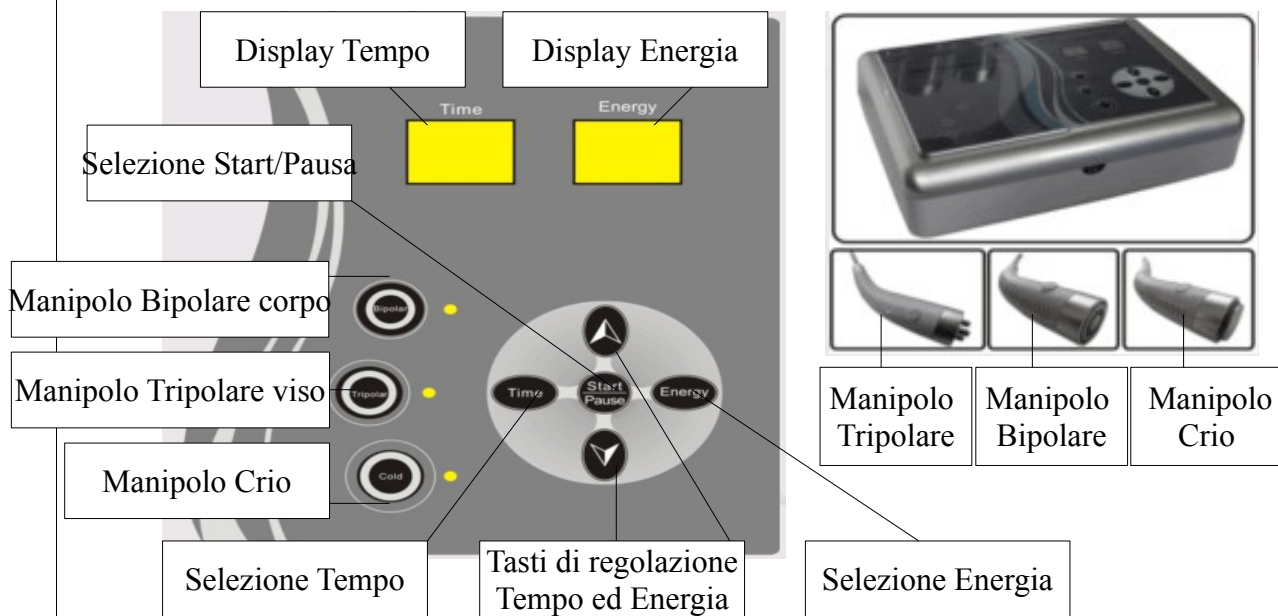 Display Tempo
Display Energia
Time
Energy
Selezione Start/Pausa
Manipolo Bipolare corpo
Bipolar
Manipolo Tripolare viso
Tripolar
Time
Start
Pause
Energy
Manipolo Crio
Cold
Selezione Tempo
Tasti di regolazione
Tempo ed Energia
Selezione Energia
Manipolo
Tripolare
Manipolo
Bipolare
Manipolo
Crio